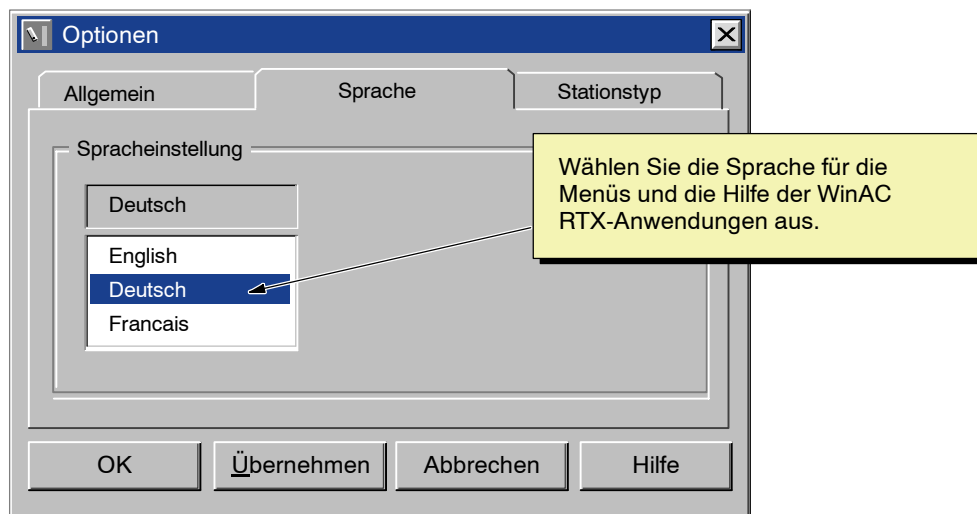 Optionen
Allgemein
Sprache
Stationstyp
Spracheinstellung
Deutsch
English
Deutsch
Francais
Wählen Sie die Sprache für die
Menüs und die Hilfe der WinAC
RTX-Anwendungen aus.
OK
Übernehmen
Abbrechen
Hilfe